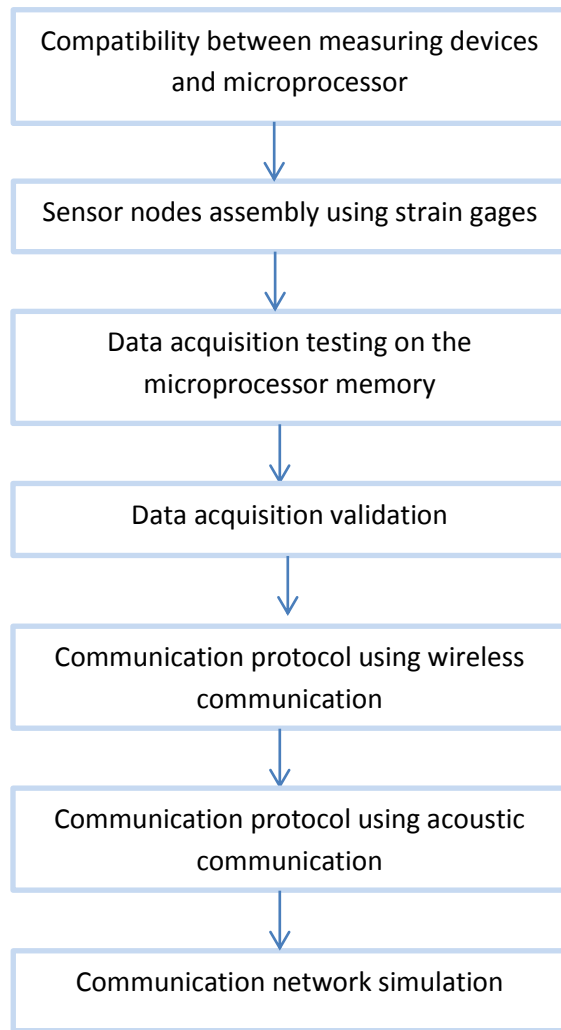 Compatibility between measuring devices
and microprocessor
Sensor nodes assembly using strain gages
Data acquisition testing on the
microprocessor memory
Data acquisition validation
Communication protocol using wireless
communication
Communication protocol using acoustic
communication
Communication network simulation